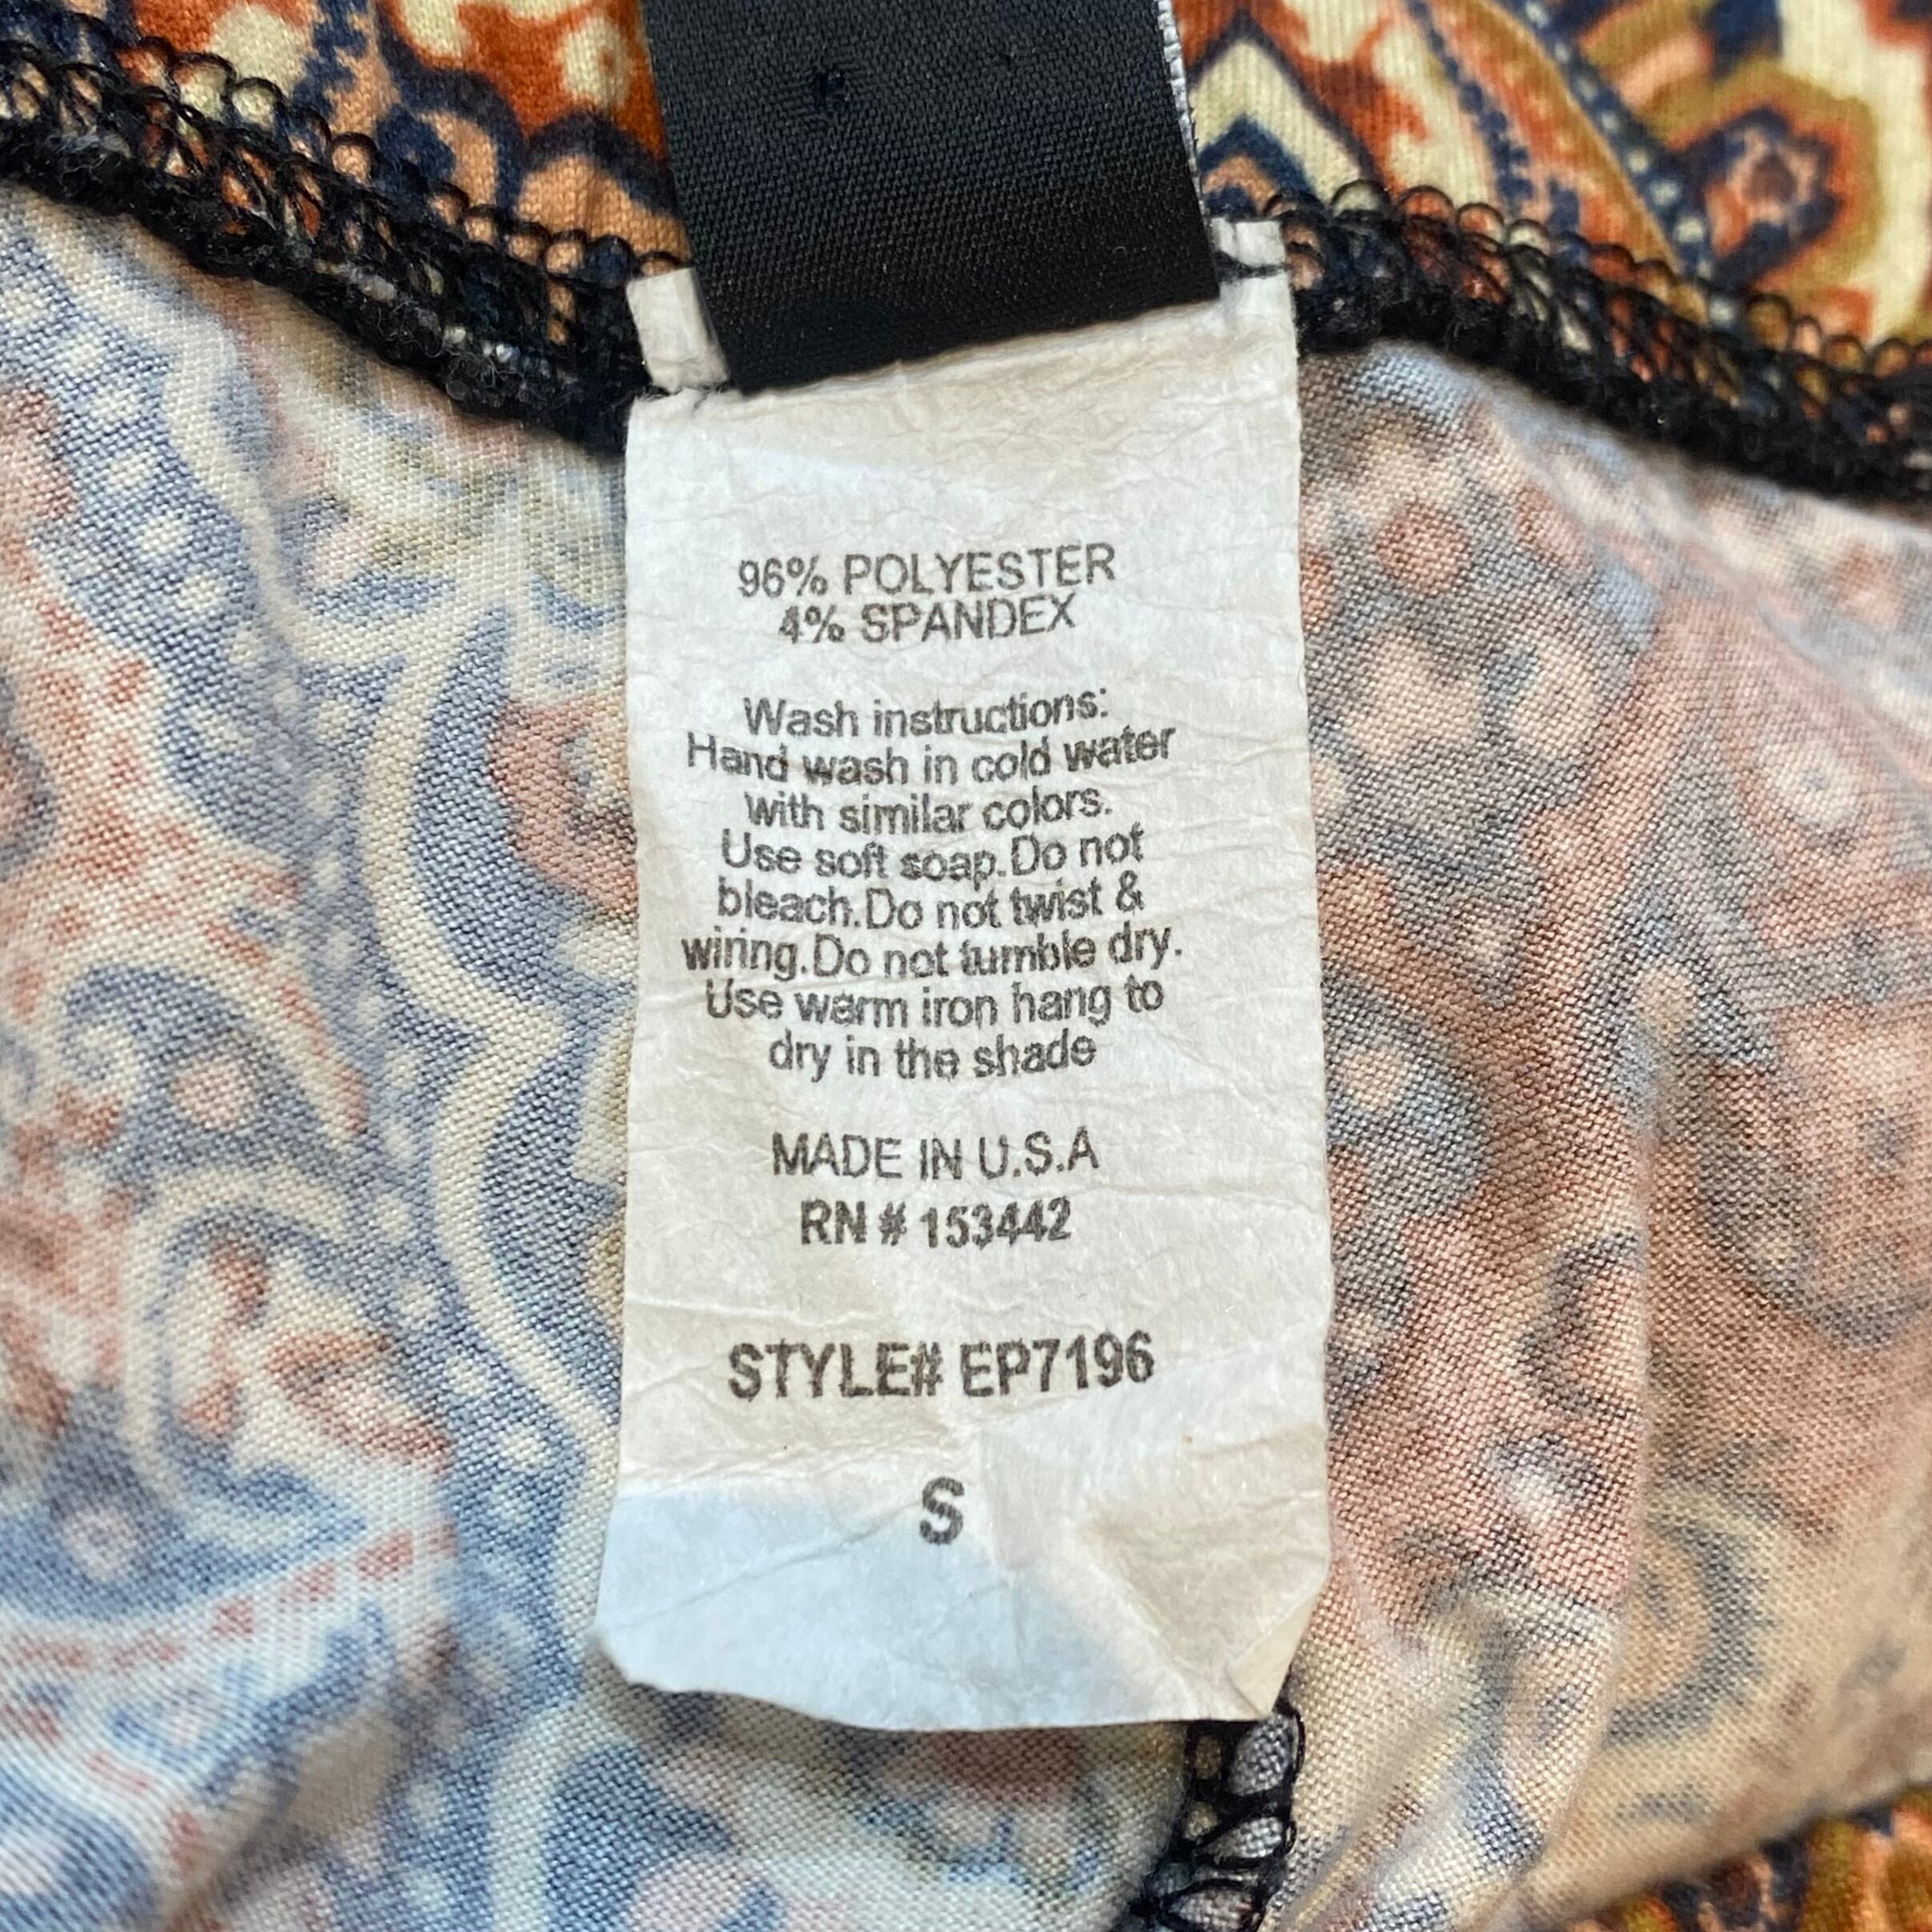 96% POLYESTER
4% SPANDEX
Wash instructions:
Hand wash in cold water
with similar colors.
Use soft soap.Do not
bleach.Do not twist &
wiring.Do not tumble dry.
Use warm iron hang to
dry in the shade
MADE IN U.S.A
RN # 153442
STYLE# EP7196
S